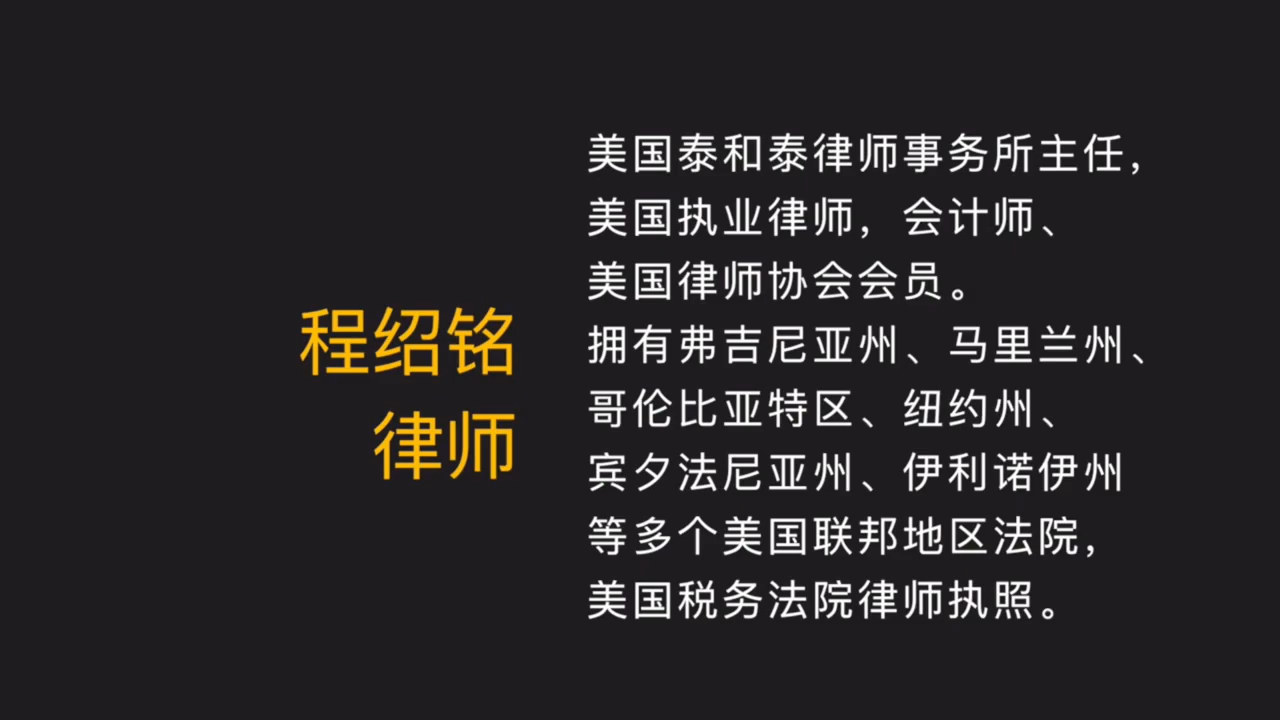 程绍铭
律师
美国泰和泰律师事务所主任，
美国执业律师，会计师、
美国律师协会会员。
拥有弗吉尼亚州、马里兰州、
哥伦比亚特区、纽约州、
宾夕法尼亚州、伊利诺伊州
等多个美国联邦地区法院，
美国税务法院律师执照。